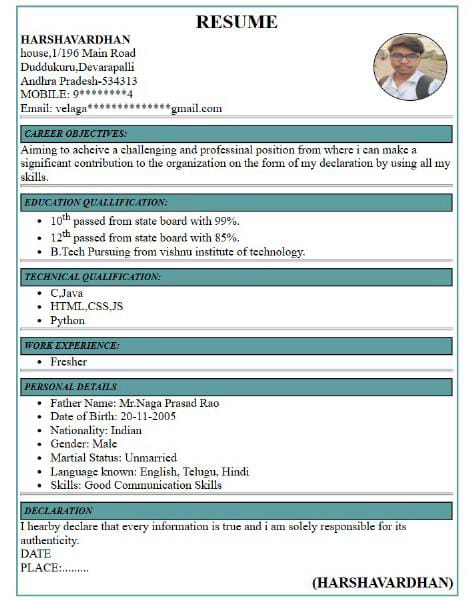 RESUME
HARSHAVARDHAN
house,1/196 Main Road
Duddukuru,Devarapalli
Andhra Pradesh-534313
MOBILE: 9********4
Email: velaga**************gmail.com
CAREER OBJECTIVES:
Aiming to acheive a challenging and professinal position from where i can make a
significant contribution to the organization on the form of my declaration by using all my
skills.
EDUCATION QUALLIFICATION:
• 10th passed from state board with 99%.
• 12th passed from state board with 85%.
• B.Tech Pursuing from vishnu institute of technology.
TECHNICAL QUALIFICATION:
• C,Java
• HTML,CSS,JS
• Python
WORK EXPERIENCE:
• Fresher
PERSONAL DETAILS
• Father Name: Mr.Naga Prasad Rao
• Date of Birth: 20-11-2005
• Nationality: Indian
• Gender: Male
• Martial Status: Unmarried
• Language known: English, Telugu, Hindi
• Skills: Good Communication Skills
DECLARATION
I hearby declare that every information is true and i am solely responsible for its
authenticity.
DATE
PLACE:.........
(HARSHAVARDHAN)